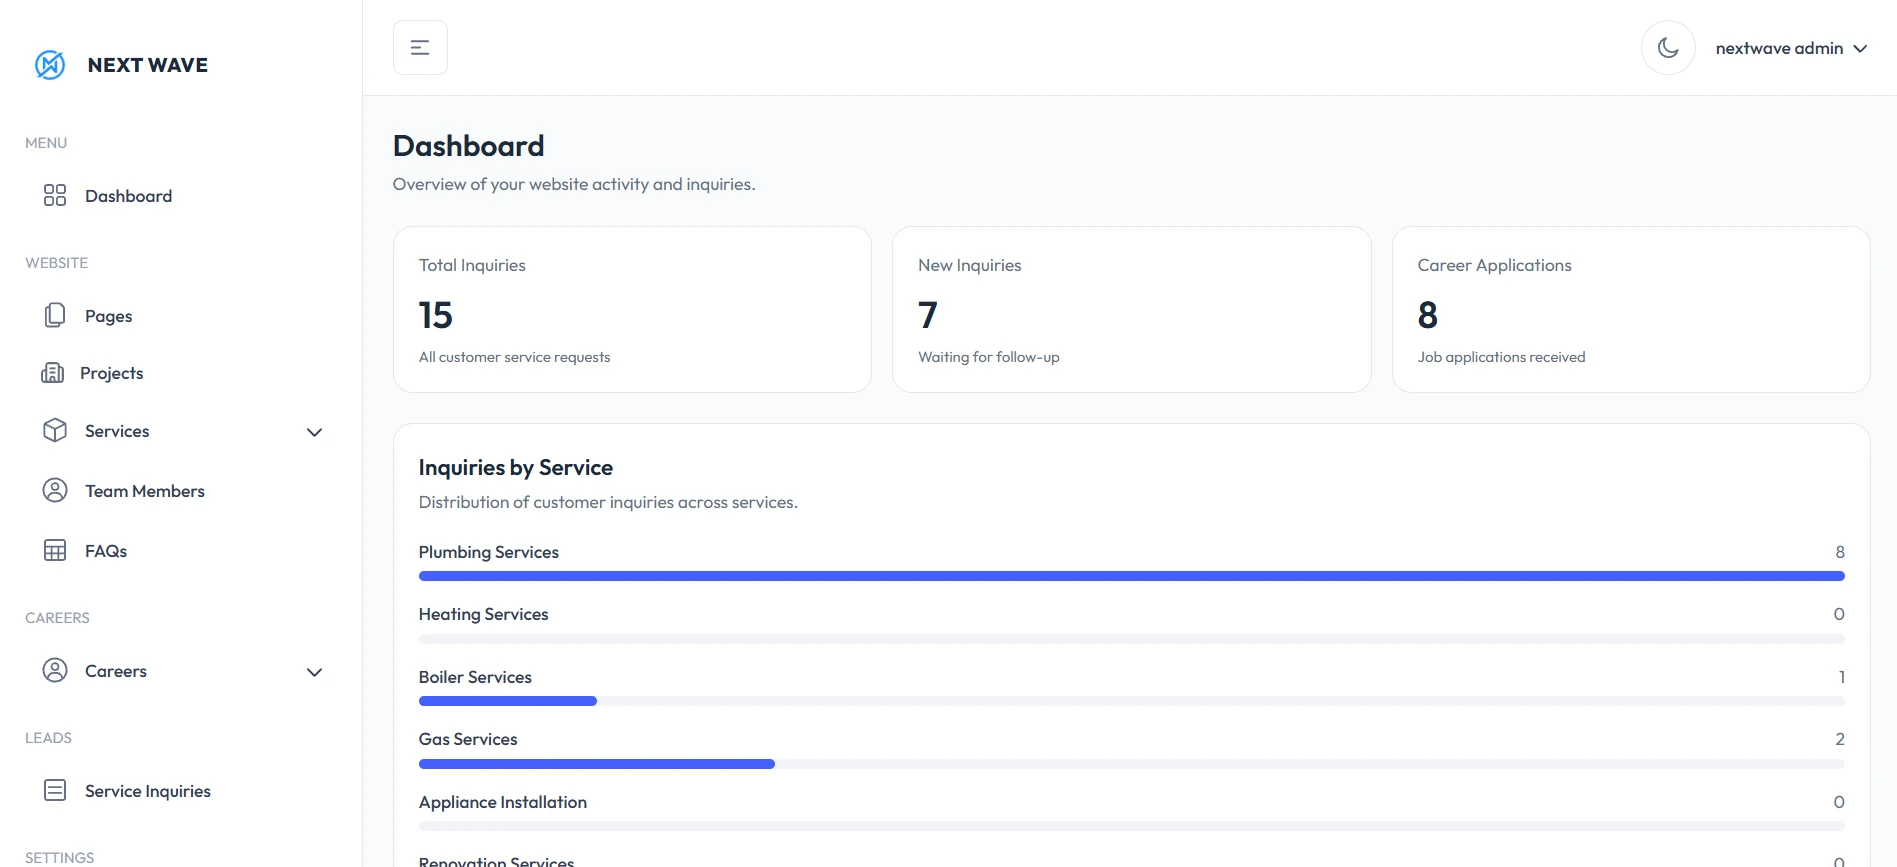 NEXT WAVE
MENU
Dashboard
WEBSITE
Pages
Projects
Services
Team Members
FAQs
CAREERS
Careers
LEADS
Service Inquiries
SETTINGS
nextwave admin
Dashboard
Overview of your website activity and inquiries.
Total Inquiries
15
All customer service requests
New Inquiries
7
Waiting for follow-up
Career Applications
8
Job applications received
Inquiries by Service
Distribution of customer inquiries across services.
Plumbing Services 8
Heating Services 0
Boiler Services 1
Gas Services 2
Appliance Installation 0
Renovation Services 0